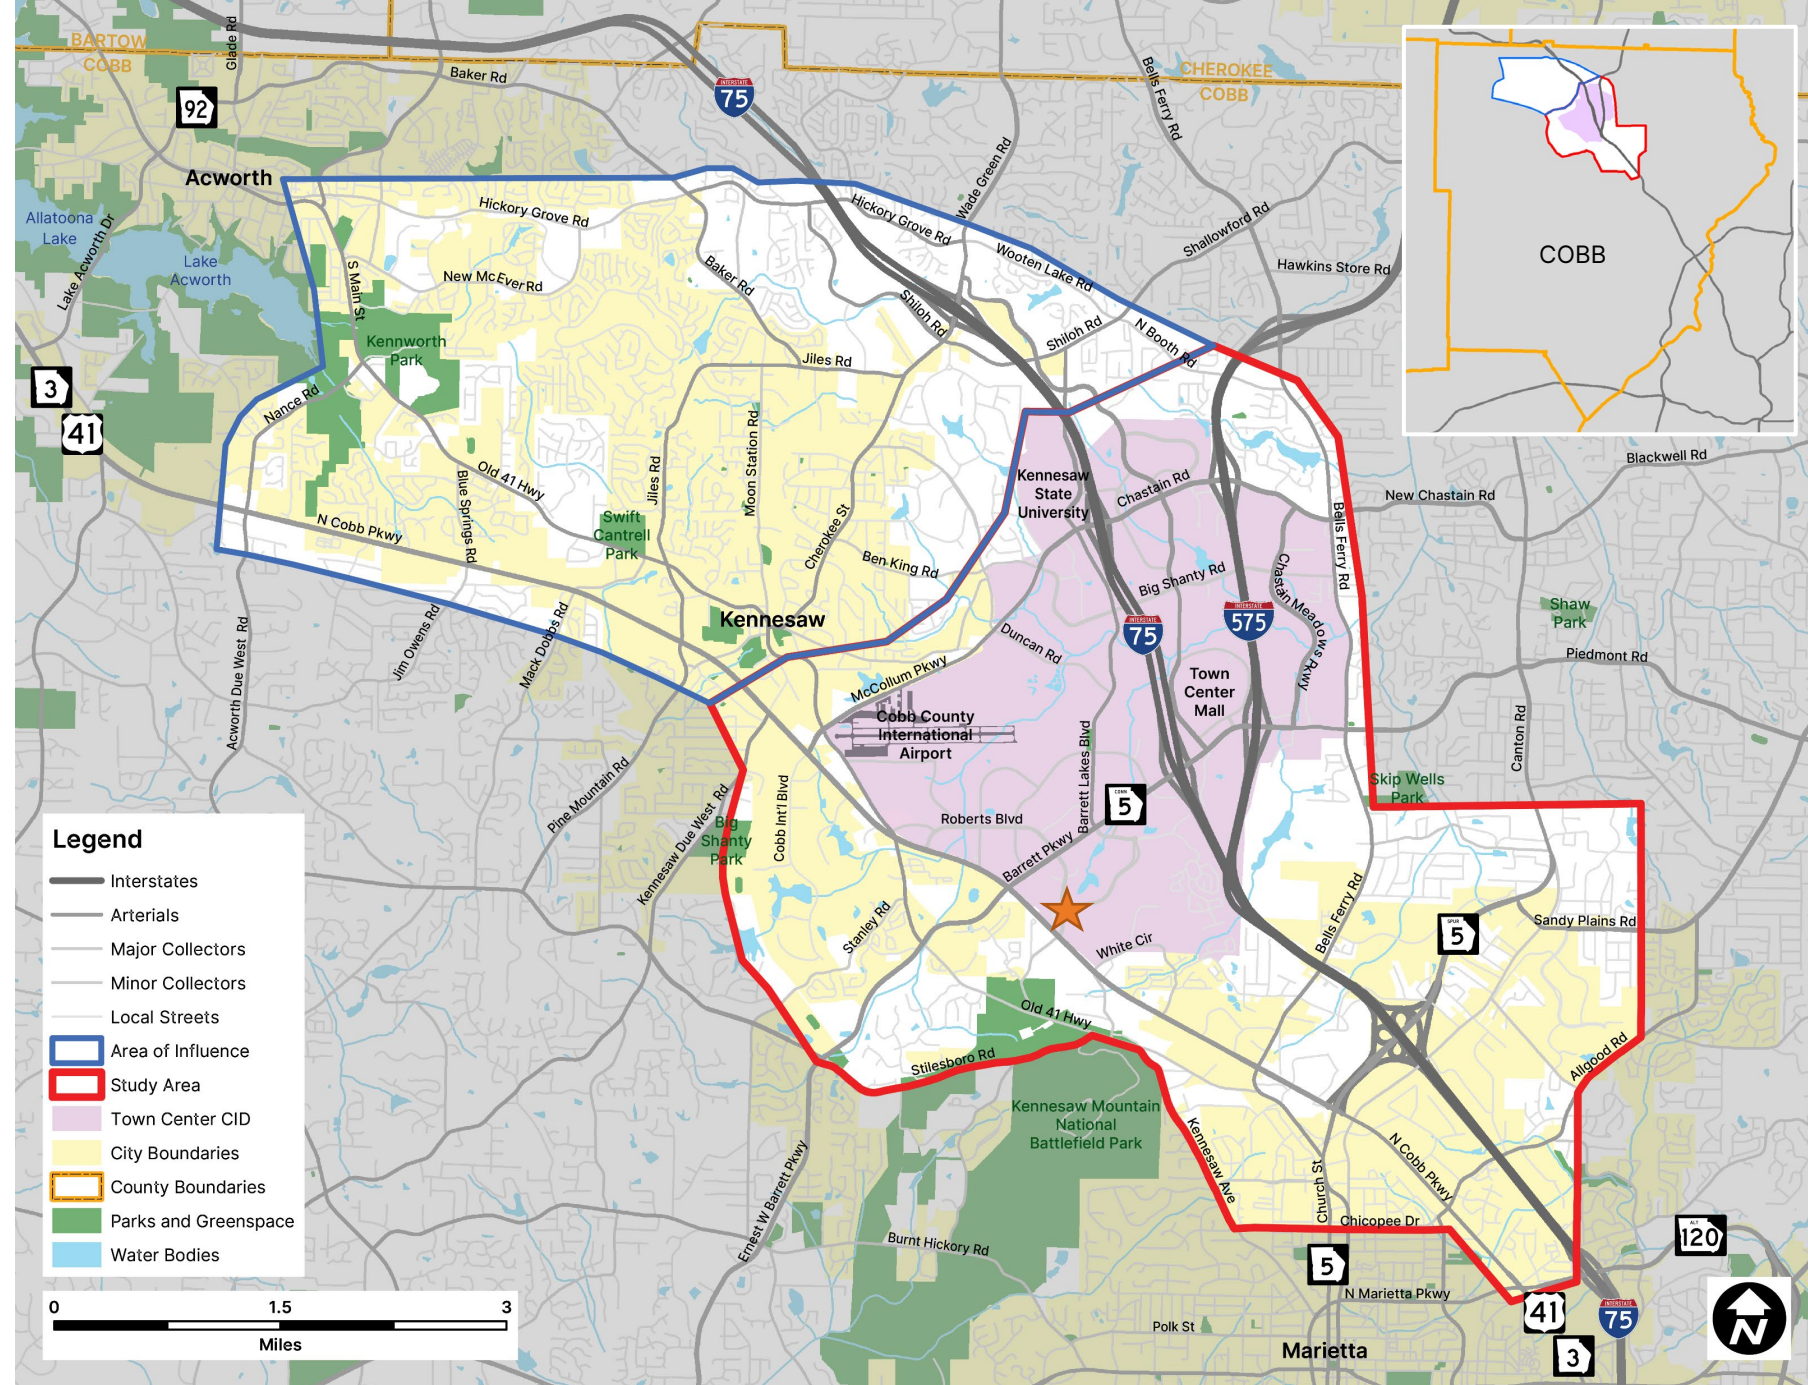 BARTOW
COBB
Glade Rd
Baker Rd
INTERSTATE
75
Bells Ferry Rd
CHEROKEE
COBB
92
Acworth
Allatoona
Lake
Lake Acworth Dr
Lake
Acworth
S Main St
Hickory Grove Rd
New McEver Rd
Baker Rd
Hickory Grove Rd
Wade Green Rd
Wooten Lake Rd
Shallowford Rd
Hawkins Store Rd
COBB
Shiloh Rd
Shiloh Rd
N Booth Rd
Kennworth
Park
Jiles Rd
3
41
Nance Rd
Old 41 Hwy
Blue Springs Rd
Jiles Rd
Moon Station Rd
Cherokee St
N Cobb Pkwy
Swift
Cantrell
Park
Ben King Rd
Kennesaw
State
University
Chastain Rd
Blackwell Rd
New Chastain Rd
Bells Ferry Rd
Big Shanty Rd
Chastain Meadows Pkwy
INTERSTATE
75
INTERSTATE
575
Shaw
Park
Piedmont Rd
Kennesaw
Duncan Rd
McCollum Pkwy
Acworth Due West Rd
Jim Owens Rd
Mack Dobbs Rd
Town
Center
Mall
Cobb County
International
Airport
Canton Rd
Pine Mountain Rd
Kennesaw Due West Rd
Cobb Int'l Blvd
Barrett Lakes Blvd
CONN
5
Skip Wells
Park
Big
Shanty
Park
Roberts Blvd
Barrett Pkwy
Stanley Rd
White Cir
Bells Ferry Rd
SPUR
5
Sandy Plains Rd
Old 41 Hwy
Stilesboro Rd
Allgood Rd
Kennesaw Mountain
National
Battlefield Park
Kennesaw Ave
N Cobb Pkwy
Church St
Chicopee Dr
Ernest W Barrett Pkwy
Burnt Hickory Rd
5
ALT
120
N Marietta Pkwy
Polk St
Marietta
41
INTERSTATE
75
3
N
Legend
Interstates
Arterials
Major Collectors
Minor Collectors
Local Streets
Area of Influence
Study Area
Town Center CID
City Boundaries
County Boundaries
Parks and Greenspace
Water Bodies
0 1.5 3
Miles